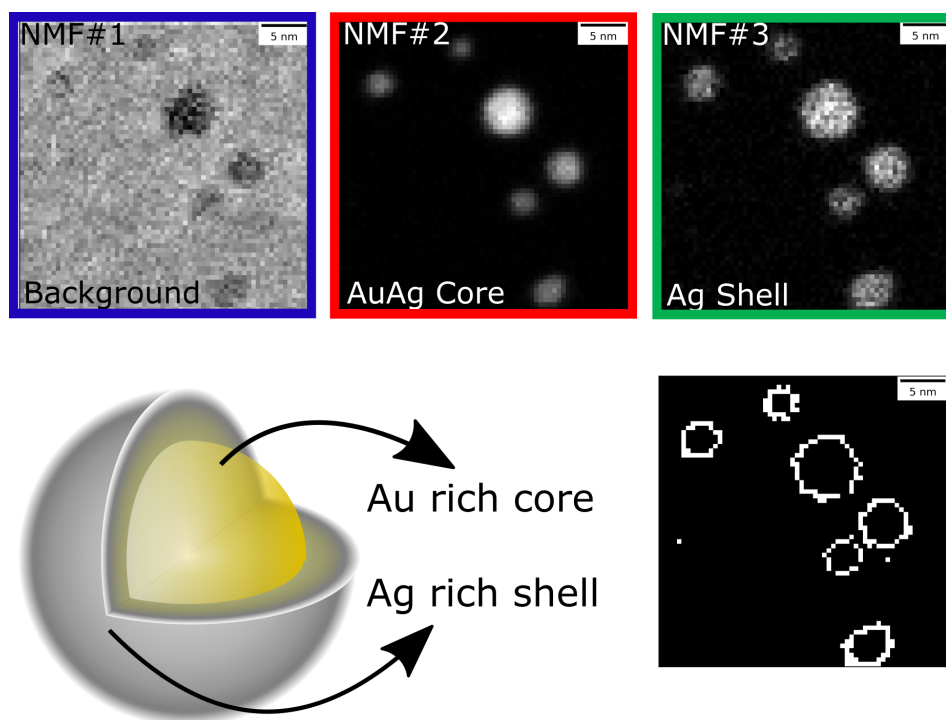 NMF#1
5 nm
Background
NMF#2
5 nm
AuAg Core
NMF#3
5 nm
Ag Shell
Au rich core
Ag rich shell
5 nm